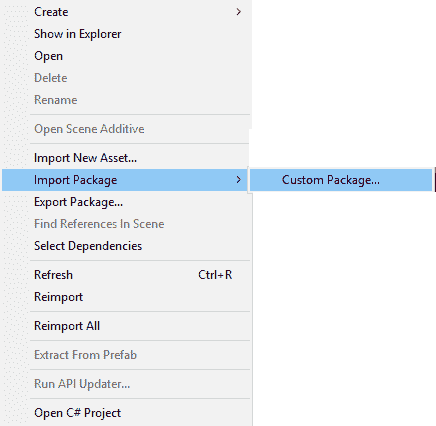 Create
Show in Explorer
Open
Delete
Rename
Open Scene Additive
Import New Asset...
Import Package
Custom Package...
Export Package...
Find References In Scene
Select Dependencies
Refresh Ctrl+R
Reimport
Reimport All
Extract From Prefab
Run API Updater...
Open C# Project